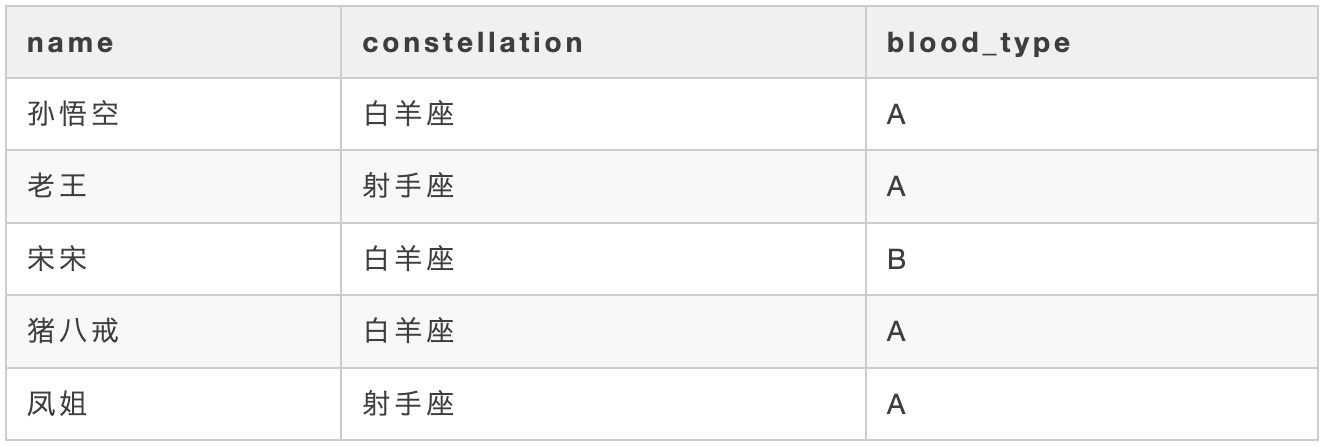 name constellation blood_type
孙悟空 白羊座 A
老王 射手座 A
宋宋 白羊座 B
猪八戒 白羊座 A
凤姐 射手座 A